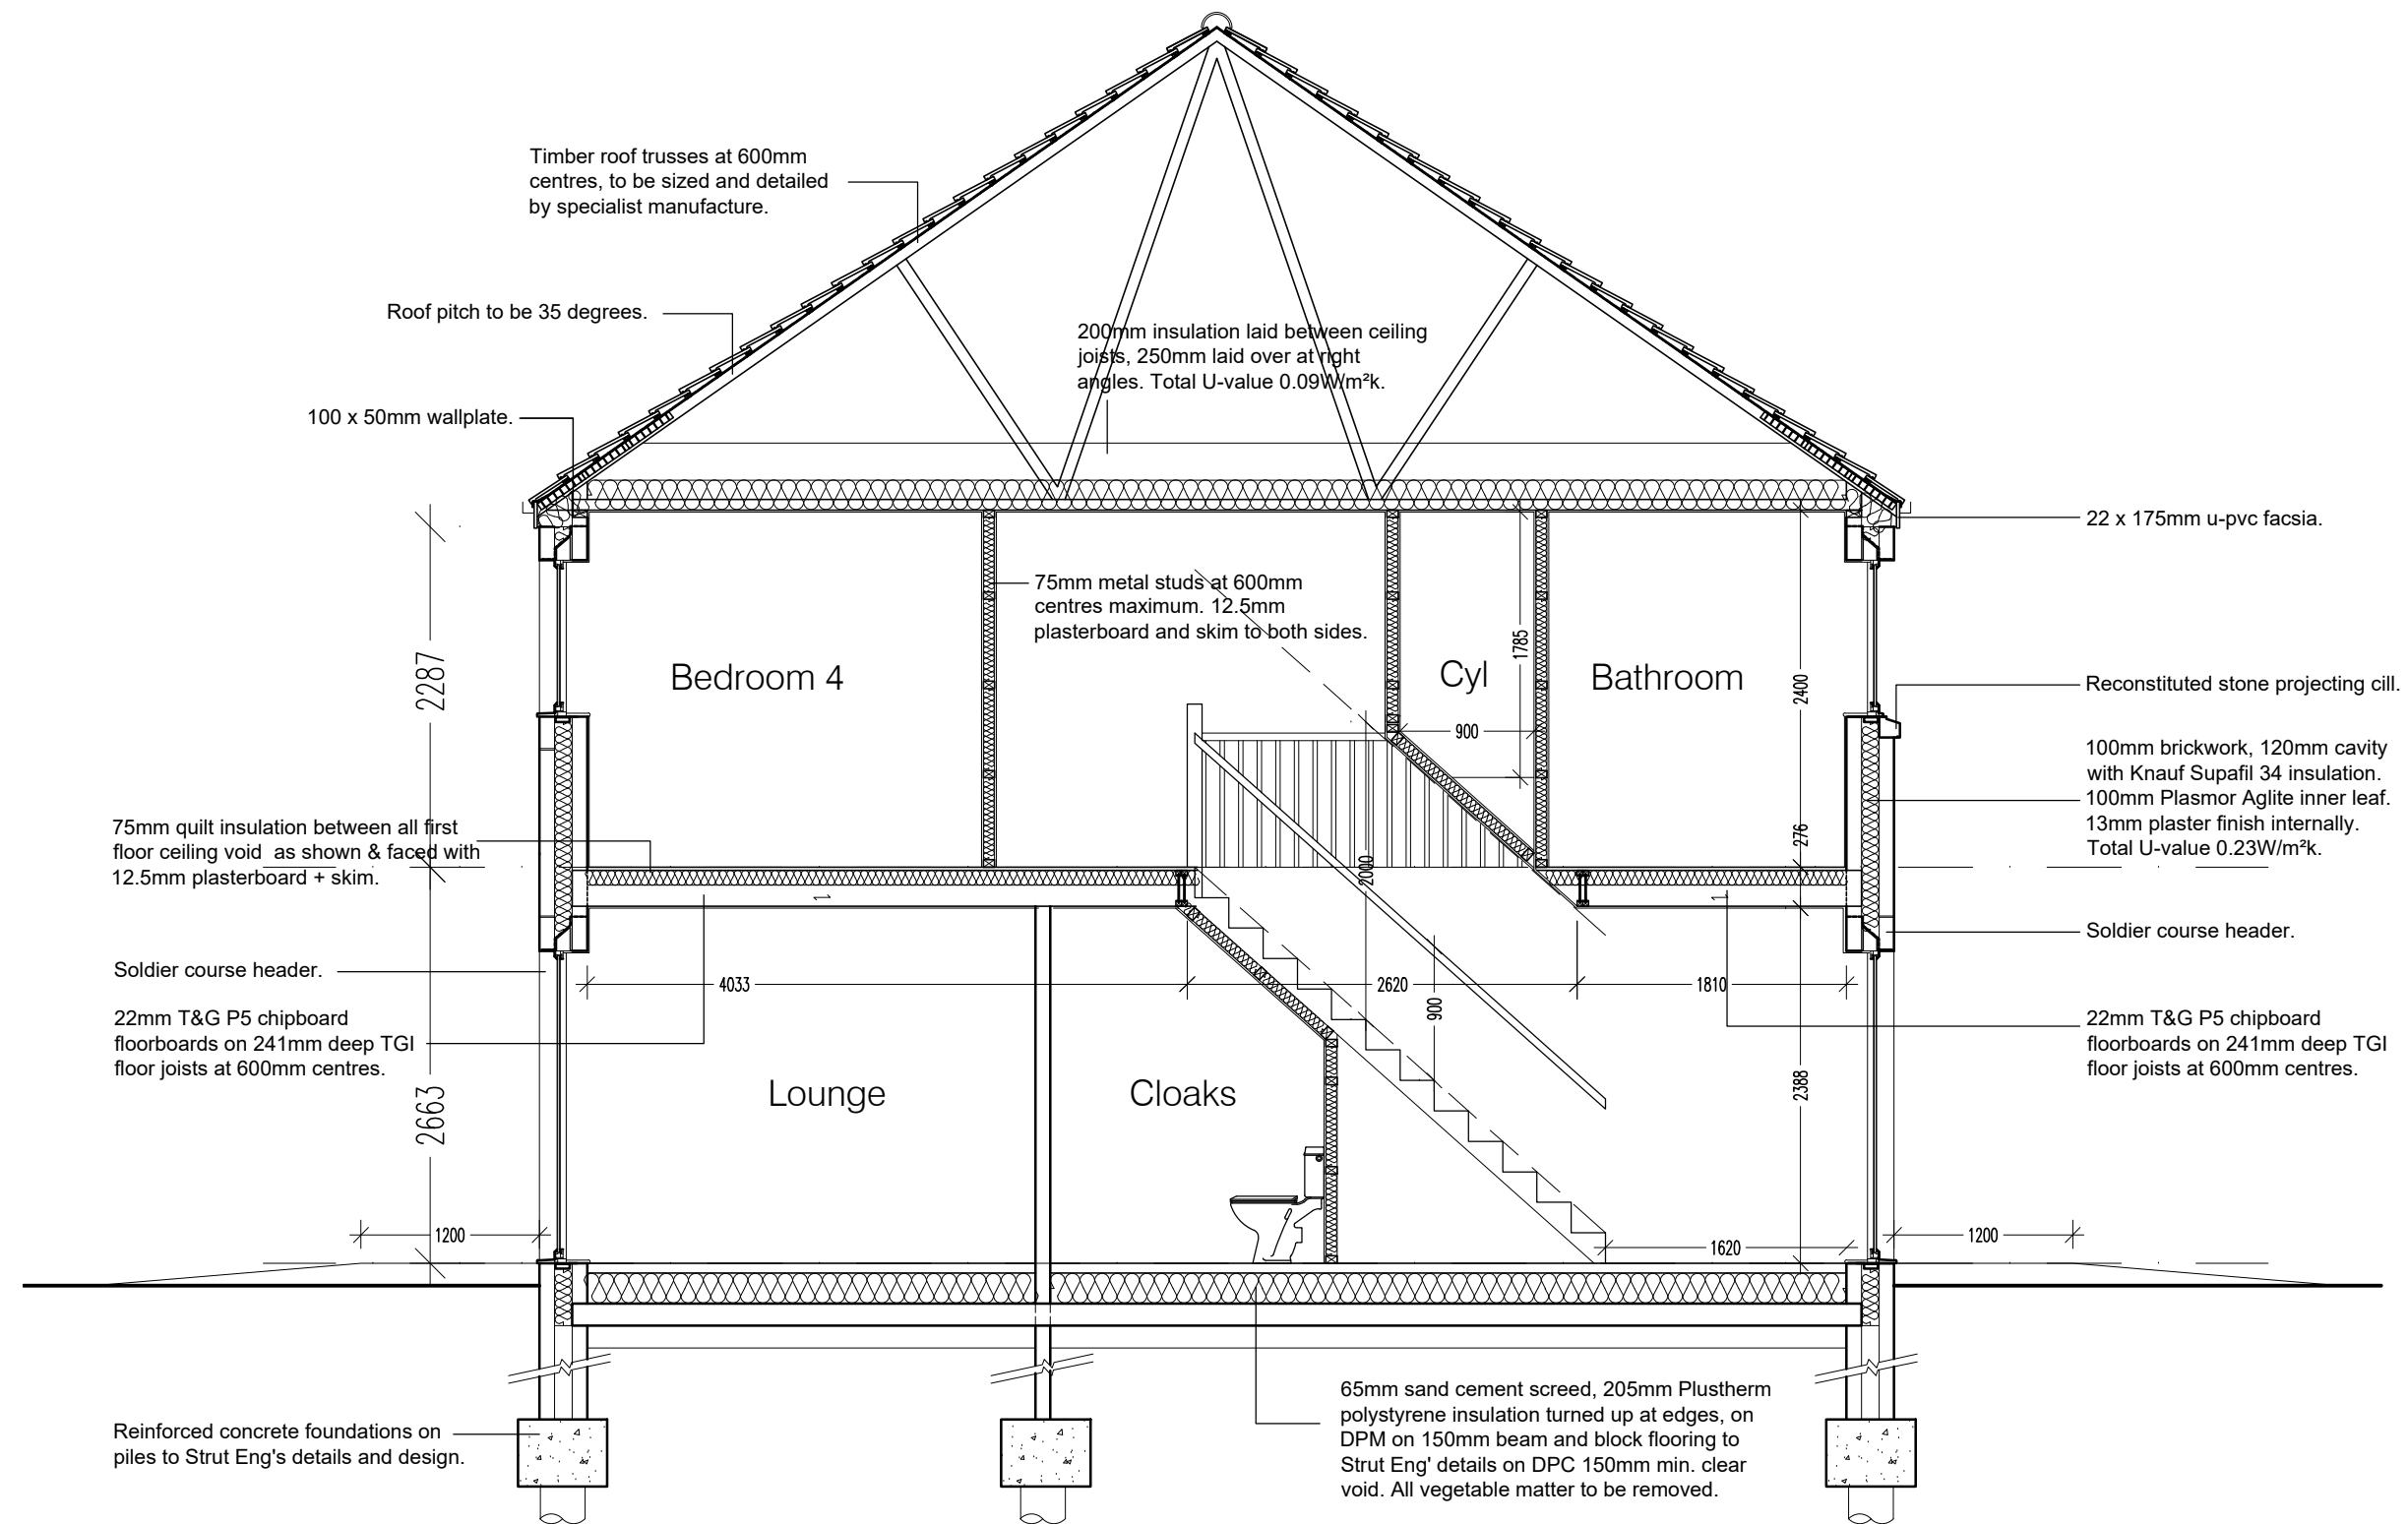 Timber roof trusses at 600mm
centres, to be sized and detailed
by specialist manufacture.
Roof pitch to be 35 degrees.
200mm insulation laid between ceiling
joists, 250mm laid over at right
angles. Total U-value 0.09W/m²k.
100 x 50mm wallplate.
22 x 175mm u-pvc facsia.
75mm metal studs at 600mm
centres maximum. 12.5mm
plasterboard and skim to both sides.
1785
2287
Bedroom 4
Cyl
Bathroom
2400
Reconstituted stone projecting cill.
900
100mm brickwork, 120mm cavity
with Knauf Supafil 34 insulation.
100mm Plasmor Aglite inner leaf.
13mm plaster finish internally.
Total U-value 0.23W/m²k.
75mm quilt insulation between all first
floor ceiling void  as shown & faced with
12.5mm plasterboard + skim.
276
2000
Soldier course header.
Soldier course header.
4033
2620
1810
900
22mm T&G P5 chipboard
floorboards on 241mm deep TGI
floor joists at 600mm centres.
22mm T&G P5 chipboard
floorboards on 241mm deep TGI
floor joists at 600mm centres.
2663
Lounge
Cloaks
2388
1200
1620
1200
65mm sand cement screed, 205mm Plustherm
polystyrene insulation turned up at edges, on
DPM on 150mm beam and block flooring to
Strut Eng' details on DPC 150mm min. clear
void. All vegetable matter to be removed.
Reinforced concrete foundations on
piles to Strut Eng's details and design.